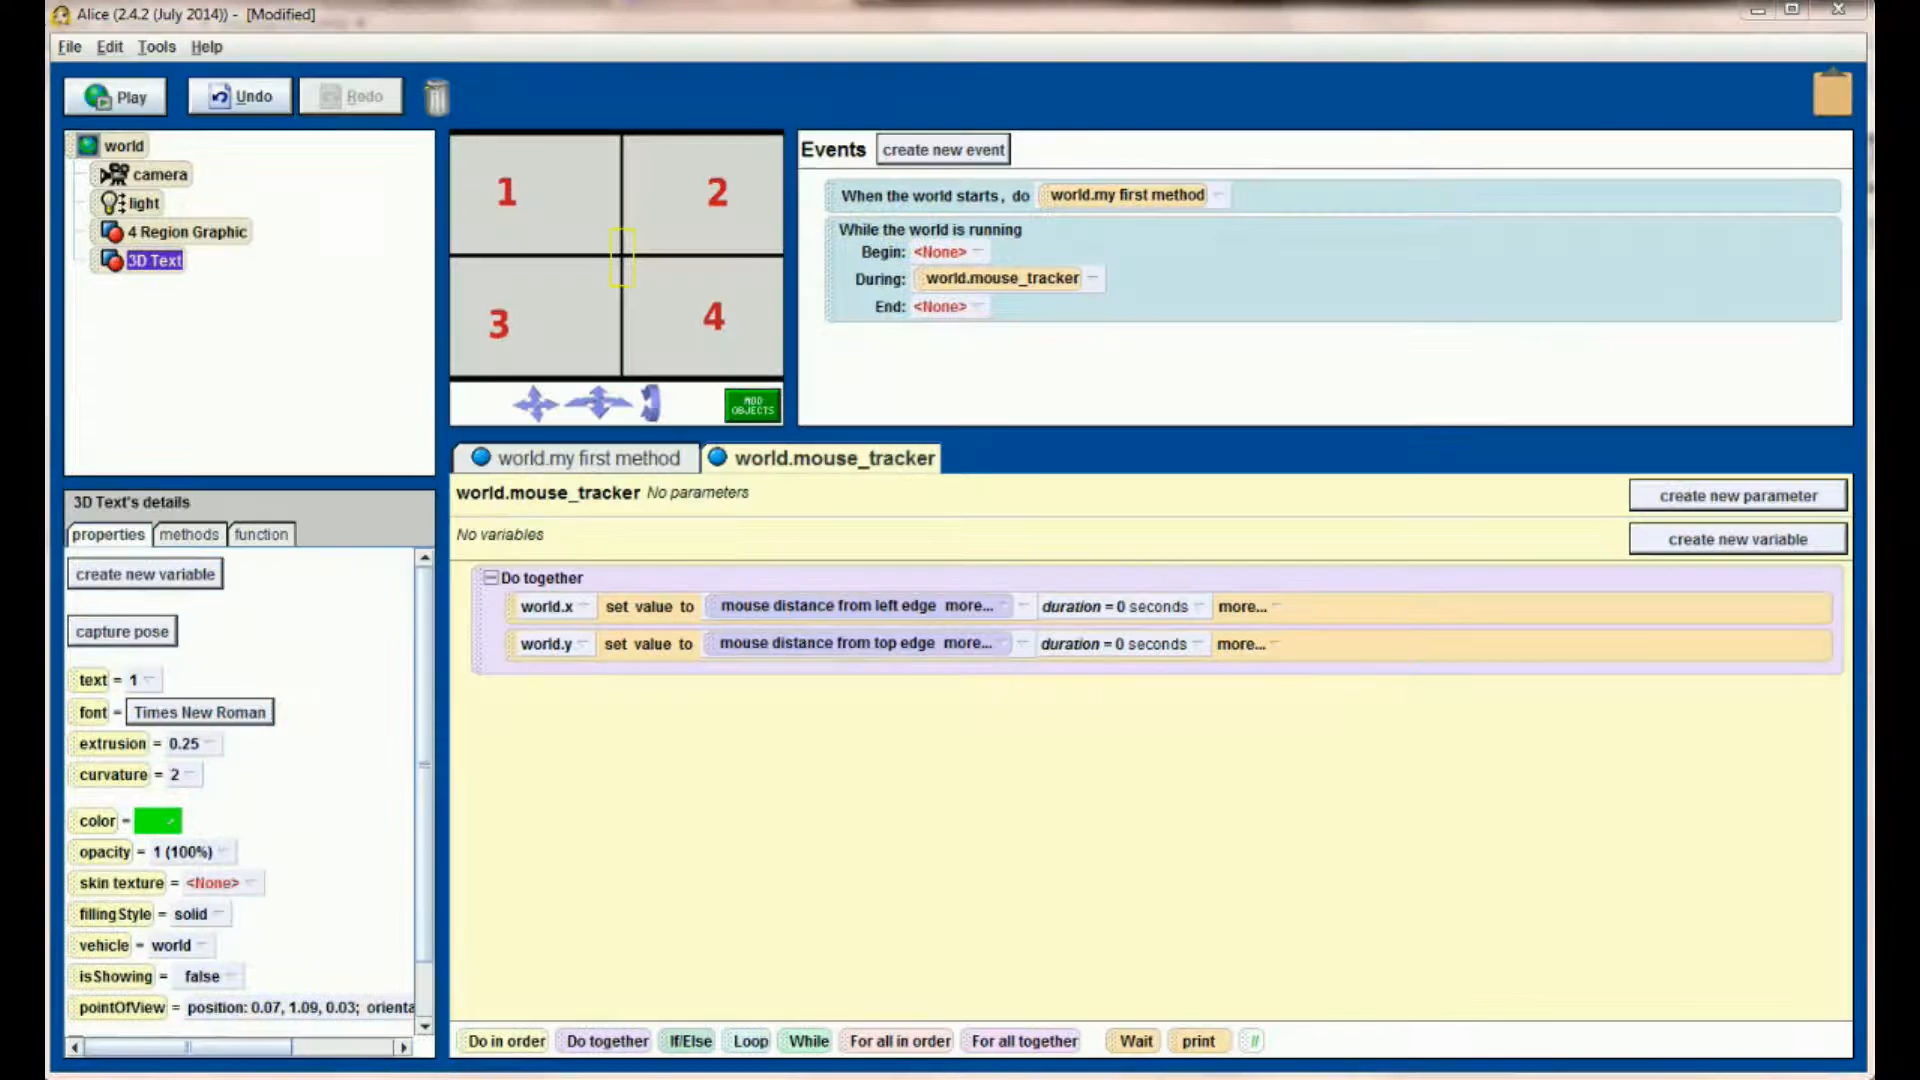 Alice (2.4.2 (July 2014)) - [Modified]
File Edit Tools Help
Play Undo Redo
world
camera
light
4 Region Graphic
3D Text
1 2
3 4
ADD
OBJECTS
Events create new event
When the world starts, do world.my first method
While the world is running
Begin: <None>
During: world.mouse_tracker
End: <None>
3D Text's details
properties methods function
create new variable
capture pose
text = 1
font = Times New Roman
extrusion = 0.25
curvature = 2
color =
opacity = 1 (100%)
skin texture = <None>
fillingStyle = solid
vehicle = world
isShowing = false
pointOfView = position: 0.07, 1.09, 0.03; orienta
world.my first method world.mouse_tracker
world.mouse_tracker No parameters create new parameter
No variables create new variable
Do together
world.x set value to mouse distance from left edge more... duration = 0 seconds more...
world.y set value to mouse distance from top edge more... duration = 0 seconds more...
Do in order Do together If/Else Loop While For all in order For all together Wait print //